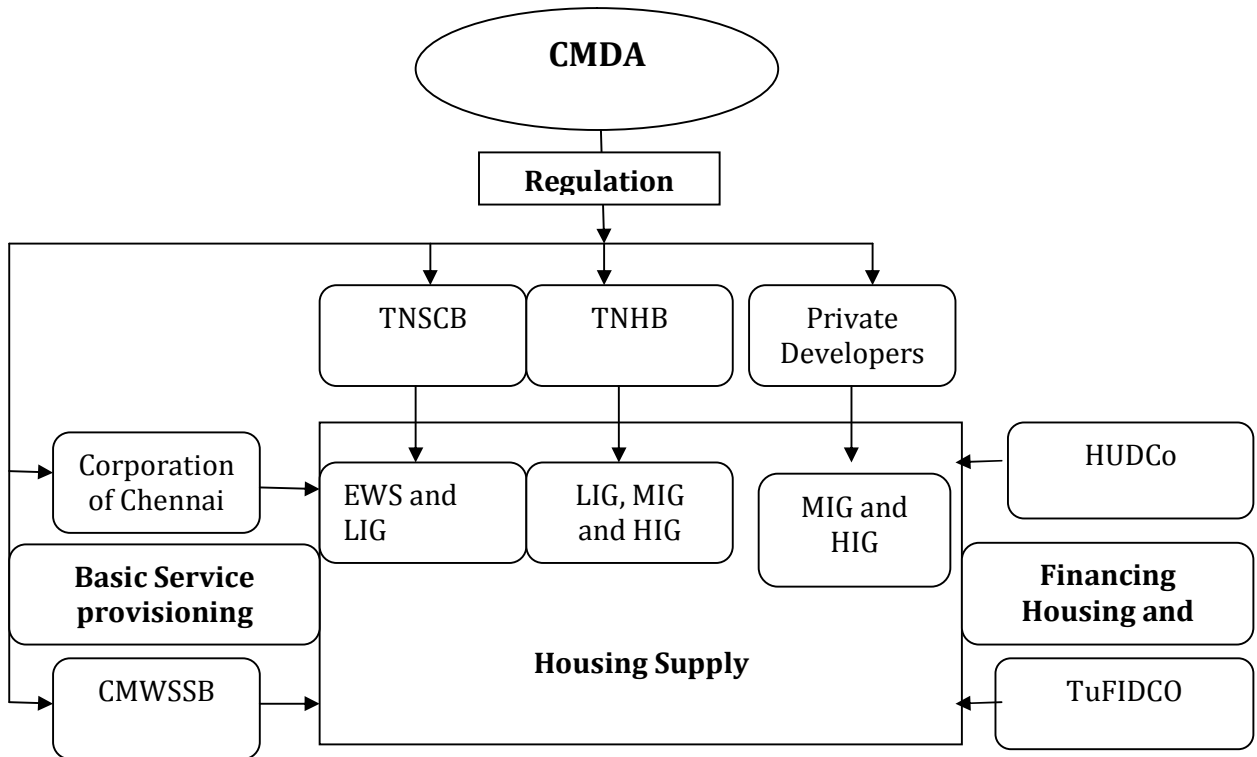 CMDA
Regulation
TNSCB
TNHB
Private
Developers
Corporation
of Chennai
EWS and
LIG
LIG, MIG
and HIG
MIG and
HIG
HUDCo
Basic Service
provisioning
Financing
Housing and
Housing Supply
CMWSSB
TuFIDCO